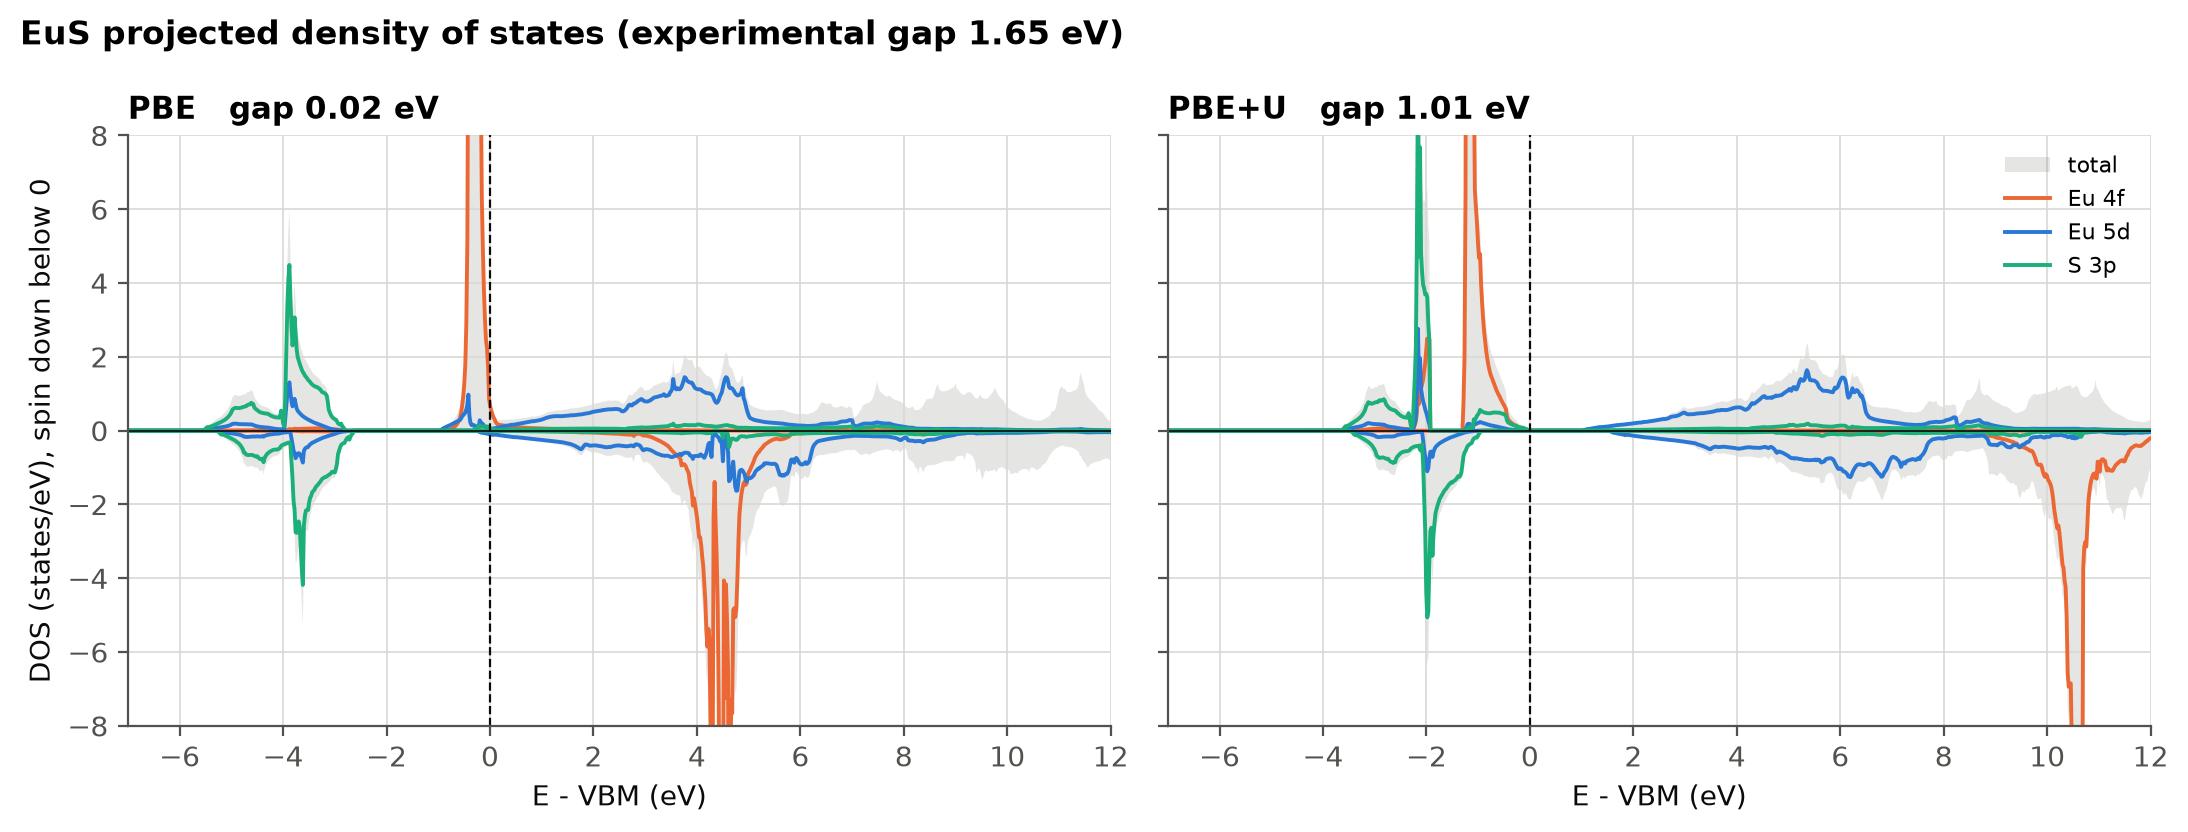 EuS projected density of states (experimental gap 1.65 eV)
PBE gap 0.02 eV
PBE+U gap 1.01 eV
DOS (states/eV), spin down below 0
8
6
4
2
0
−2
−4
−6
−8
−6 −4 −2 0 2 4 6 8 10 12
E - VBM (eV)
total
Eu 4f
Eu 5d
S 3p
−6 −4 −2 0 2 4 6 8 10 12
E - VBM (eV)